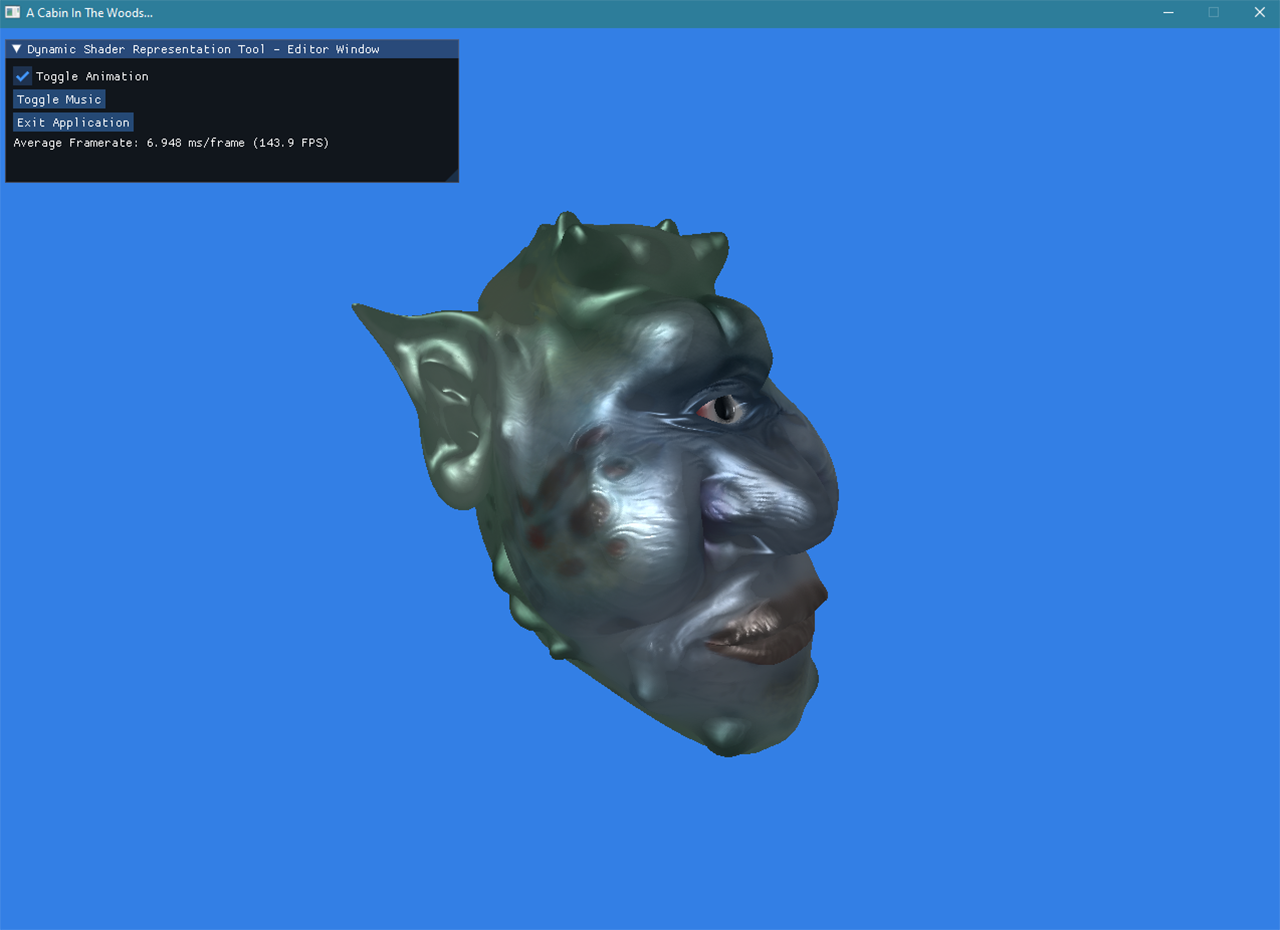 A Cabin In The Woods...
Dynamic Shader Representation Tool - Editor Window
Toggle Animation
Toggle Music
Exit Application
Average Framerate: 6.948 ms/frame (143.9 FPS)